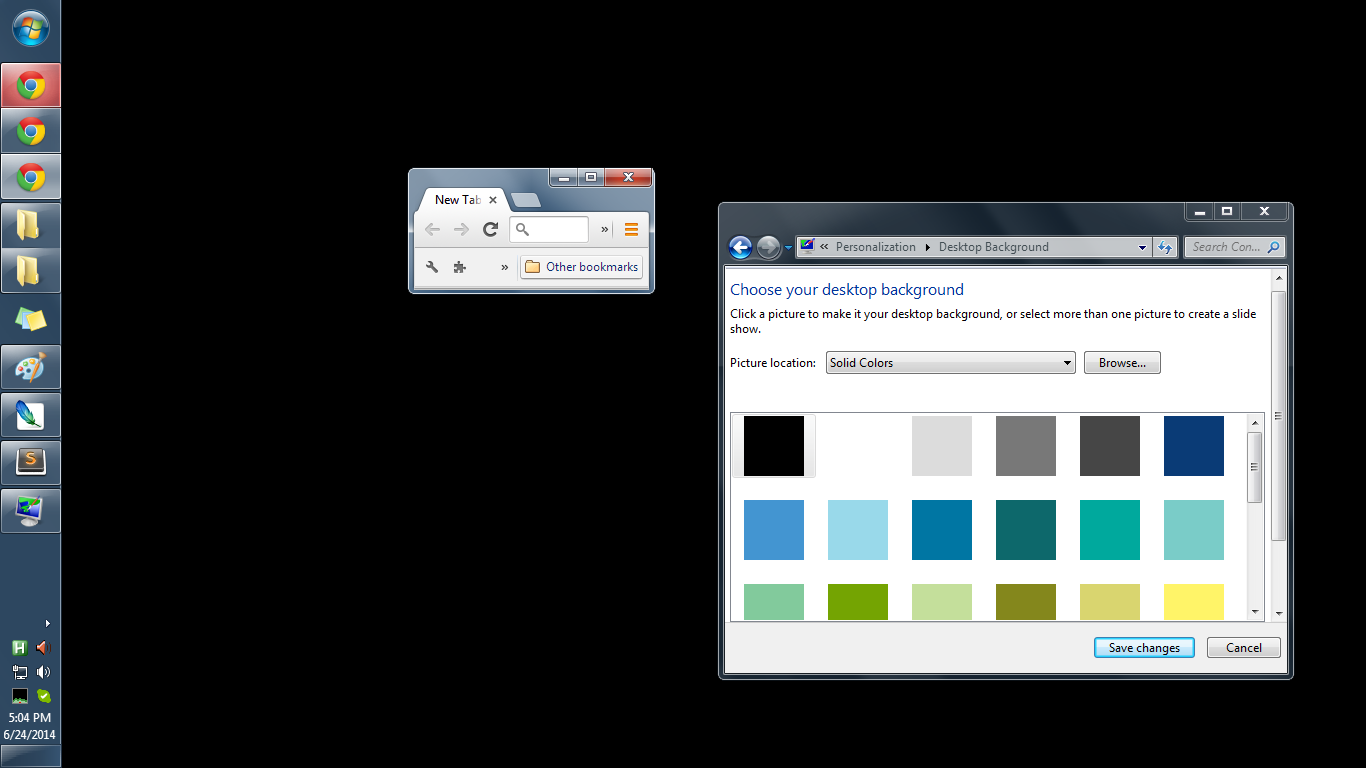 New Tab
»
»
Other bookmarks
« Personalization Desktop Background
Search Con...
Choose your desktop background
Click a picture to make it your desktop background, or select more than one picture to create a slide
show.
Picture location: Solid Colors Browse...
Save changes Cancel
S
H
5:04 PM
6/24/2014